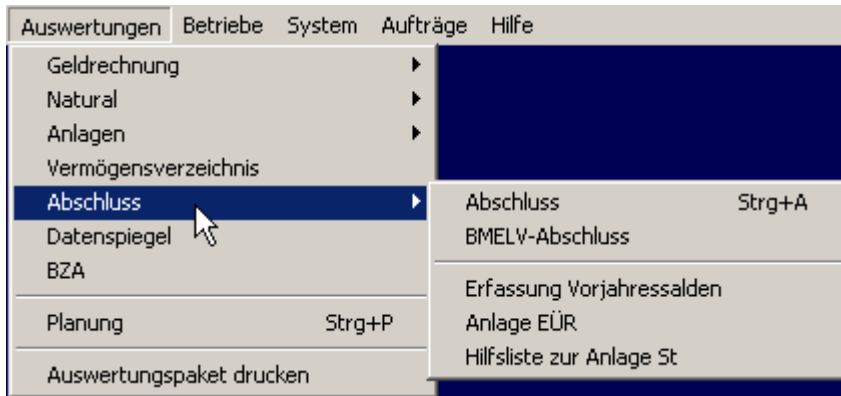 Auswertungen Betriebe System Aufträge Hilfe
Geldrechnung
Natural
Anlagen
Vermögensverzeichnis
Abschluss
Datenspiegel
BZA
Planung Strg+P
Auswertungspaket drucken
Abschluss Strg+A
BMELV-Abschluss
Erfassung Vorjahressalden
Anlage EÜR
Hilfsliste zur Anlage St